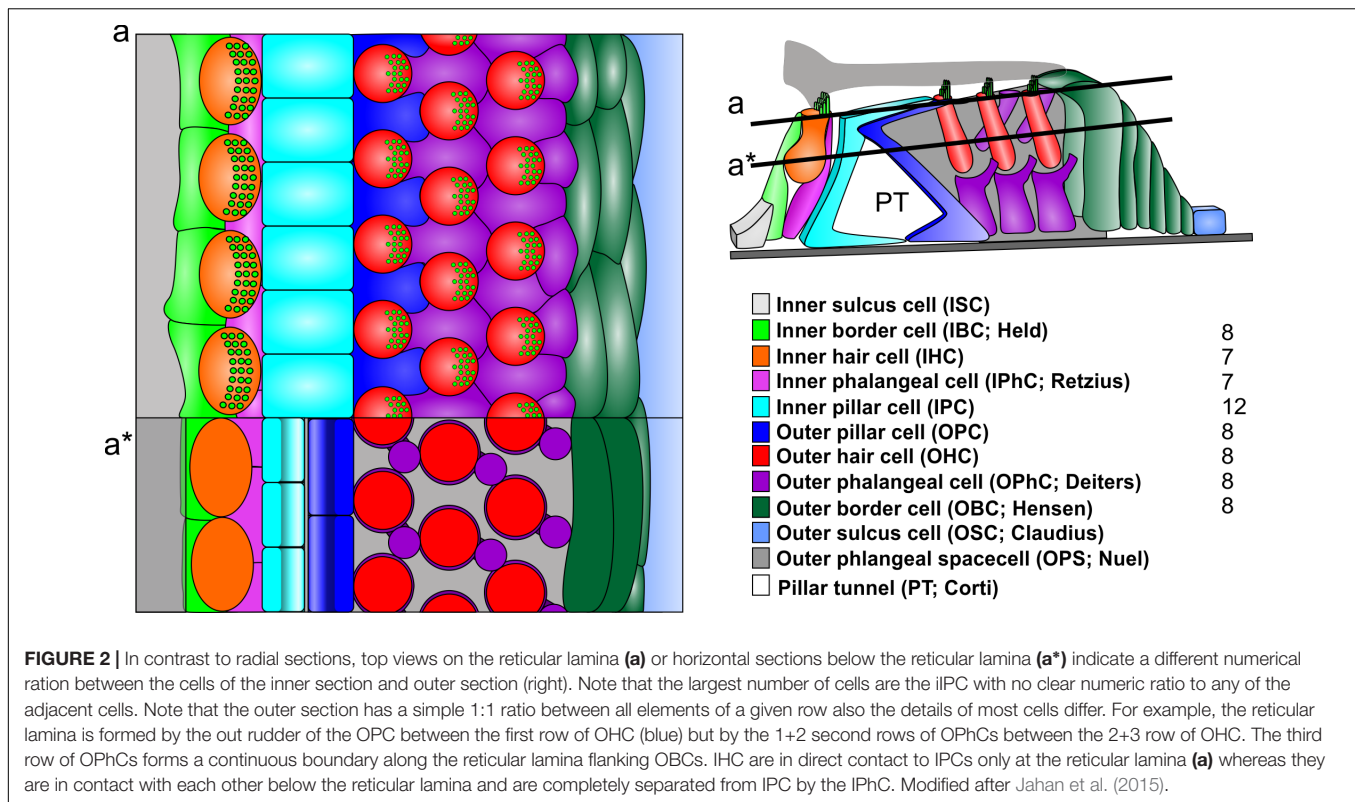 a
a*
a
a*
PT
Inner sulcus cell (ISC)
Inner border cell (IBC; Held) 8
Inner hair cell (IHC) 7
Inner phalangeal cell (IPhC; Retzius) 7
Inner pillar cell (IPC) 12
Outer pillar cell (OPC) 8
Outer hair cell (OHC) 8
Outer phalangeal cell (OPhC; Deiters) 8
Outer border cell (OBC; Hensen) 8
Outer sulcus cell (OSC; Claudius)
Outer phlangeal spacecell (OPS; Nuel)
Pillar tunnel (PT; Corti)
FIGURE 2 | In contrast to radial sections, top views on the reticular lamina (a) or horizontal sections below the reticular lamina (a*) indicate a different numerical
ration between the cells of the inner section and outer section (right). Note that the largest number of cells are the iIPC with no clear numeric ratio to any of the
adjacent cells. Note that the outer section has a simple 1:1 ratio between all elements of a given row also the details of most cells differ. For example, the reticular
lamina is formed by the out rudder of the OPC between the first row of OHC (blue) but by the 1+2 second rows of OPhCs between the 2+3 row of OHC. The third
row of OPhCs forms a continuous boundary along the reticular lamina flanking OBCs. IHC are in direct contact to IPCs only at the reticular lamina (a) whereas they
are in contact with each other below the reticular lamina and are completely separated from IPC by the IPhC. Modified after Jahan et al. (2015).